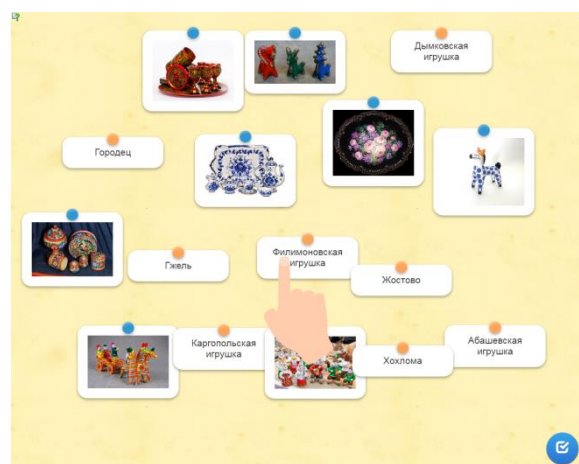 Дымковская
игрушка
Городец
Филимоновская
игрушка
Гжель
Жостово
Каргопольская
игрушка
Абашевская
игрушка
Хохлома